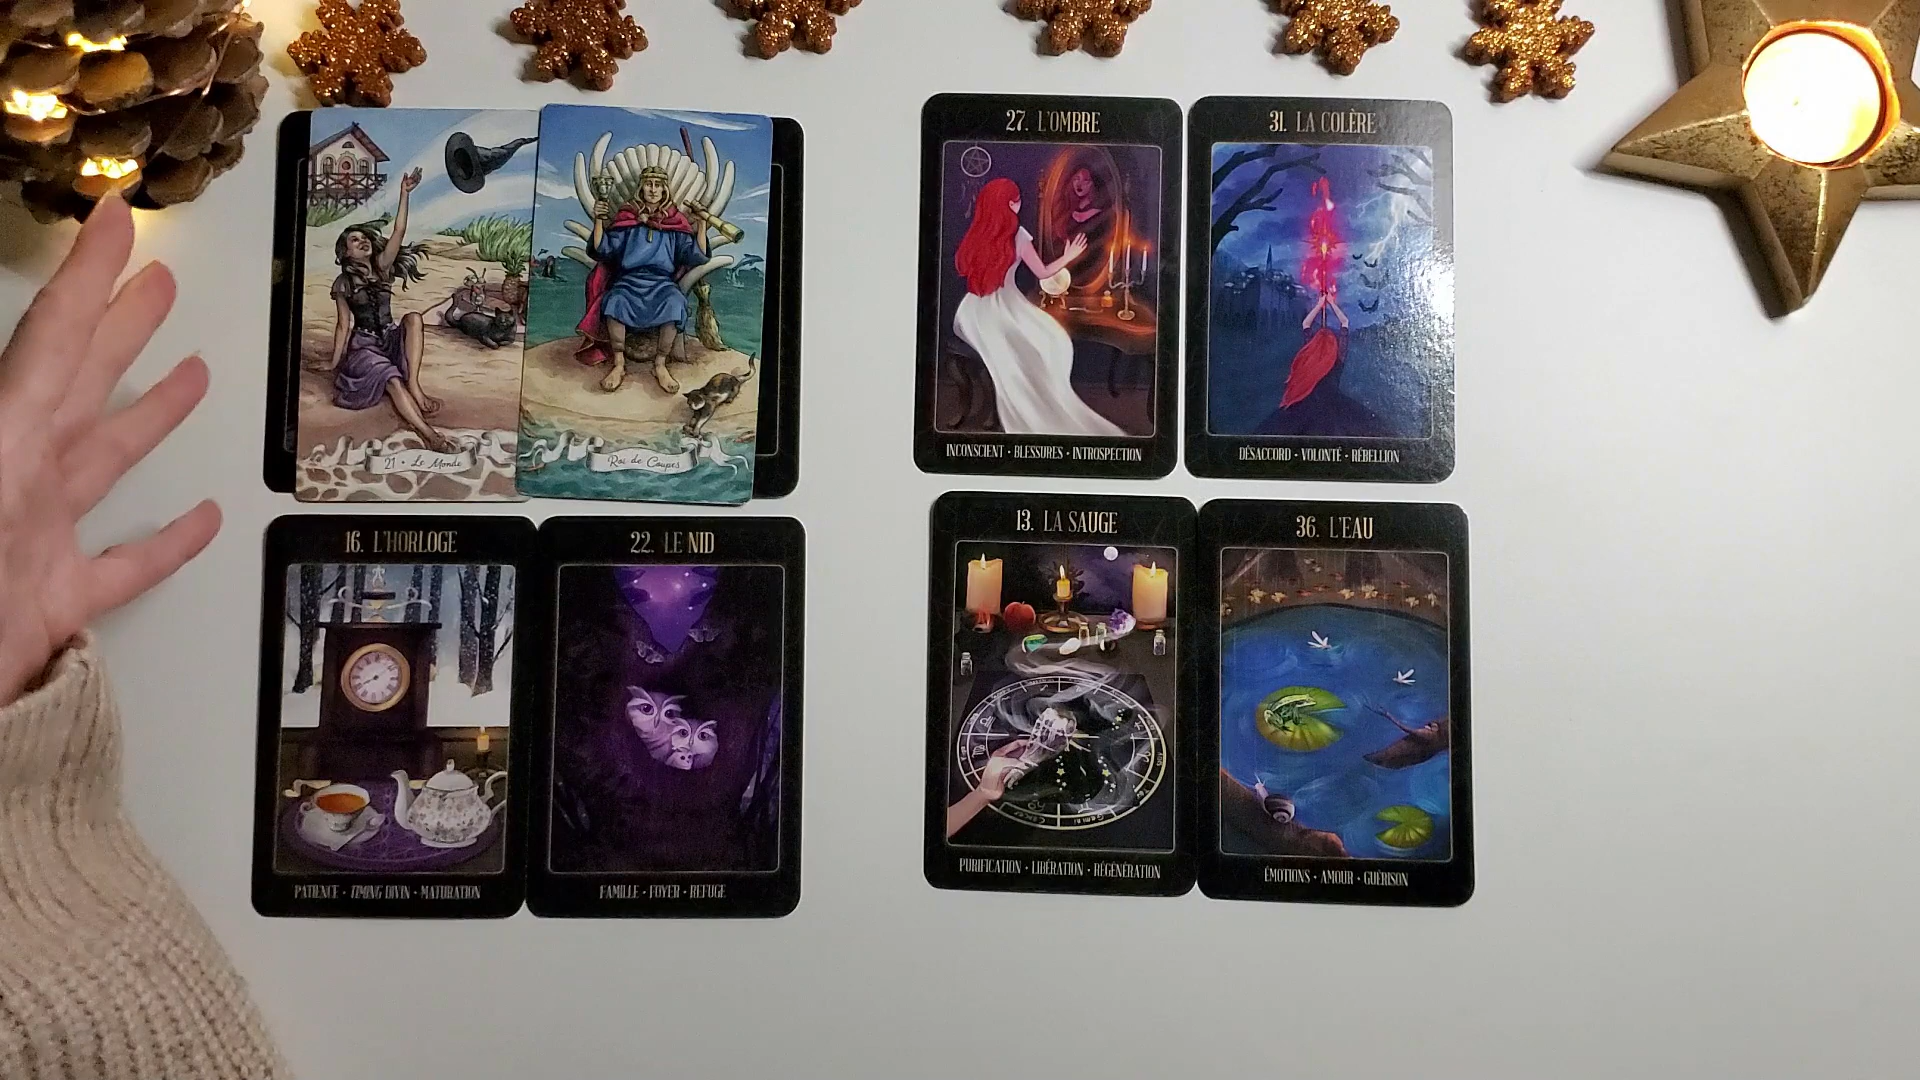 21 • Le Monde
Roi de Coupes
27. L'OMBRE
INCONSCIENT • BLESSURES • INTROSPECTION
31. LA COLÈRE
DÉSACCORD • VOLONTÉ • RÉBELLION
16. L'HORLOGE
PATIENCE • TIMING DIVIN • MATURATION
22. LE NID
FAMILLE • FOYER • REFUGE
13. LA SAUGE
Cancer
Gemini
PURIFICATION • LIBÉRATION • RÉGÉNÉRATION
36. L'EAU
ÉMOTIONS • AMOUR • GUÉRISON